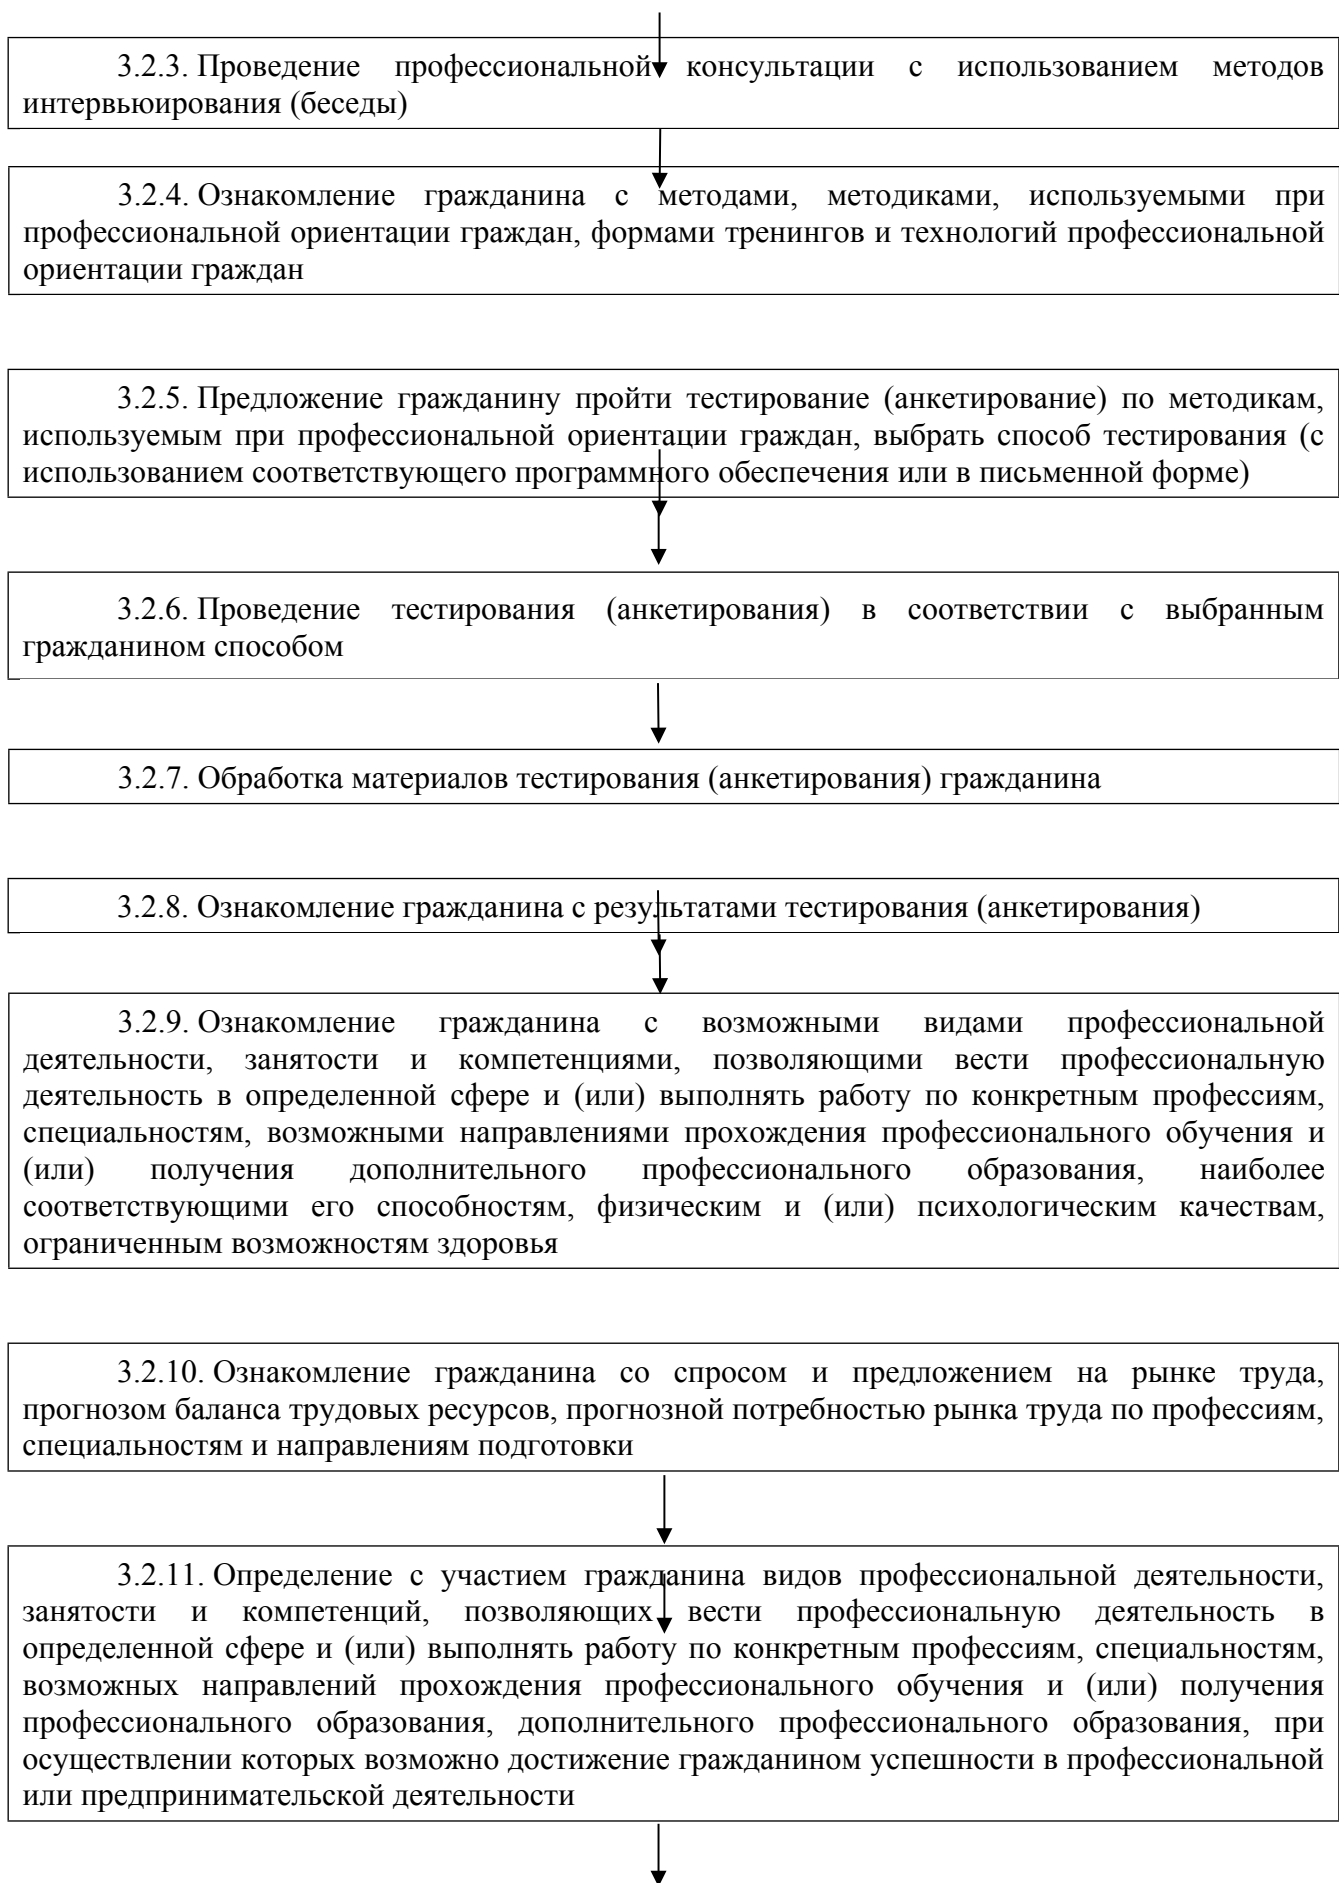 3.2.3. Проведение профессиональной консультации с использованием методов
интервьюирования (беседы)
3.2.4. Ознакомление гражданина с методами, методиками, используемыми при
профессиональной ориентации граждан, формами тренингов и технологий профессиональной
ориентации граждан
3.2.5. Предложение гражданину пройти тестирование (анкетирование) по методикам,
используемым при профессиональной ориентации граждан, выбрать способ тестирования (с
использованием соответствующего программного обеспечения или в письменной форме)
3.2.6. Проведение тестирования (анкетирования) в соответствии с выбранным
гражданином способом
3.2.7. Обработка материалов тестирования (анкетирования) гражданина
3.2.8. Ознакомление гражданина с результатами тестирования (анкетирования)
3.2.9. Ознакомление гражданина с возможными видами профессиональной
деятельности, занятости и компетенциями, позволяющими вести профессиональную
деятельность в определенной сфере и (или) выполнять работу по конкретным профессиям,
специальностям, возможными направлениями прохождения профессионального обучения и
(или) получения дополнительного профессионального образования, наиболее
соответствующими его способностям, физическим и (или) психологическим качествам,
ограниченным возможностям здоровья
3.2.10. Ознакомление гражданина со спросом и предложением на рынке труда,
прогнозом баланса трудовых ресурсов, прогнозной потребностью рынка труда по профессиям,
специальностям и направлениям подготовки
3.2.11. Определение с участием гражданина видов профессиональной деятельности,
занятости и компетенций, позволяющих вести профессиональную деятельность в
определенной сфере и (или) выполнять работу по конкретным профессиям, специальностям,
возможных направлений прохождения профессионального обучения и (или) получения
профессионального образования, дополнительного профессионального образования, при
осуществлении которых возможно достижение гражданином успешности в профессиональной
или предпринимательской деятельности